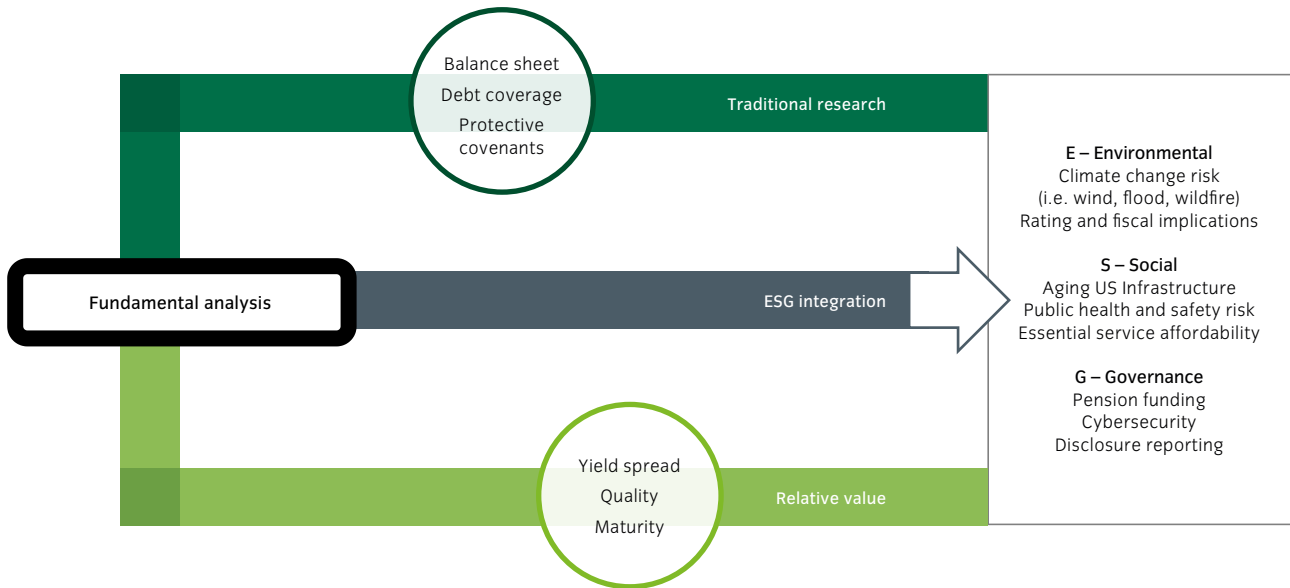 Balance sheet
Debt coverage
Protective
covenants
Traditional research
Fundamental analysis
ESG integration
Yield spread
Quality
Maturity
Relative value
E – Environmental
Climate change risk
(i.e. wind, flood, wildfire)
Rating and fiscal implications
S – Social
Aging US Infrastructure
Public health and safety risk
Essential service affordability
G – Governance
Pension funding
Cybersecurity
Disclosure reporting